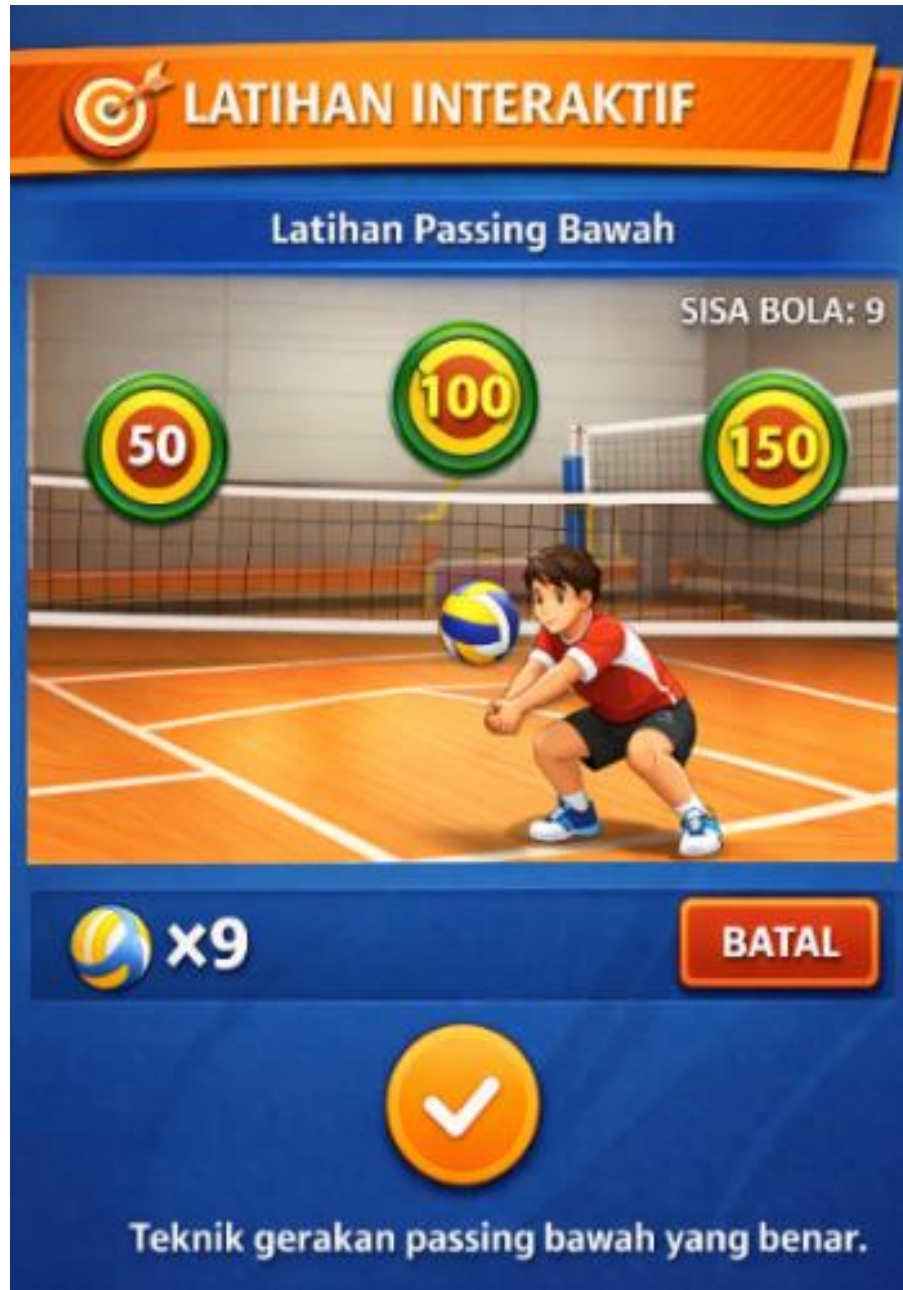 LATIHAN INTERAKTIF
Latihan Passing Bawah
SISA BOLA: 9
50
100
150
×9
BATAL
Teknik gerakan passing bawah yang benar.